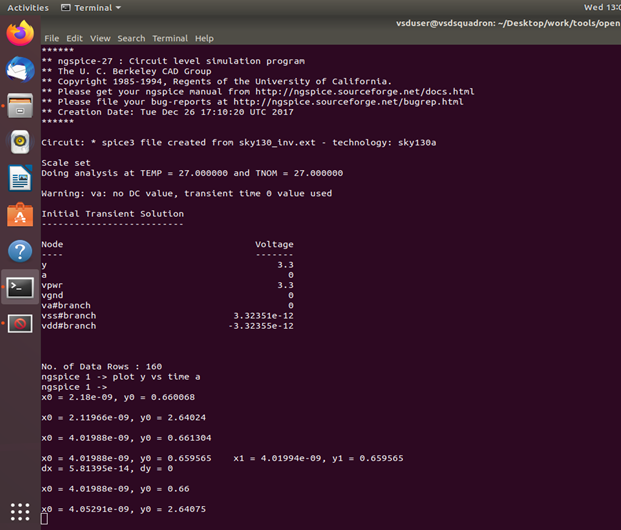 Activities Terminal Wed 13:
vsduser@vsdsquadron: ~/Desktop/work/tools/open
File Edit View Search Terminal Help
******
** ngspice-27 : Circuit level simulation program
** The U. C. Berkeley CAD Group
** Copyright 1985-1994, Regents of the University of California.
** Please get your ngspice manual from http://ngspice.sourceforge.net/docs.html
** Please file your bug-reports at http://ngspice.sourceforge.net/bugrep.html
** Creation Date: Tue Dec 26 17:10:20 UTC 2017
******
Circuit: * spice3 file created from sky130_inv.ext - technology: sky130a
Scale set
Doing analysis at TEMP = 27.000000 and TNOM = 27.000000
Warning: va: no DC value, transient time 0 value used
Initial Transient Solution
--------------------------
Node Voltage
---- -------
y 3.3
a 0
vpwr 3.3
vgnd 0
va#branch 0
vss#branch 3.32351e-12
vdd#branch -3.32355e-12
No. of Data Rows : 160
ngspice 1 -> plot y vs time a
ngspice 1 ->
x0 = 2.18e-09, y0 = 0.660068
x0 = 2.11966e-09, y0 = 2.64024
x0 = 4.01988e-09, y0 = 0.661304
x0 = 4.01988e-09, y0 = 0.659565 x1 = 4.01994e-09, y1 = 0.659565
dx = 5.81395e-14, dy = 0
x0 = 4.01988e-09, y0 = 0.66
x0 = 4.05291e-09, y0 = 2.64075